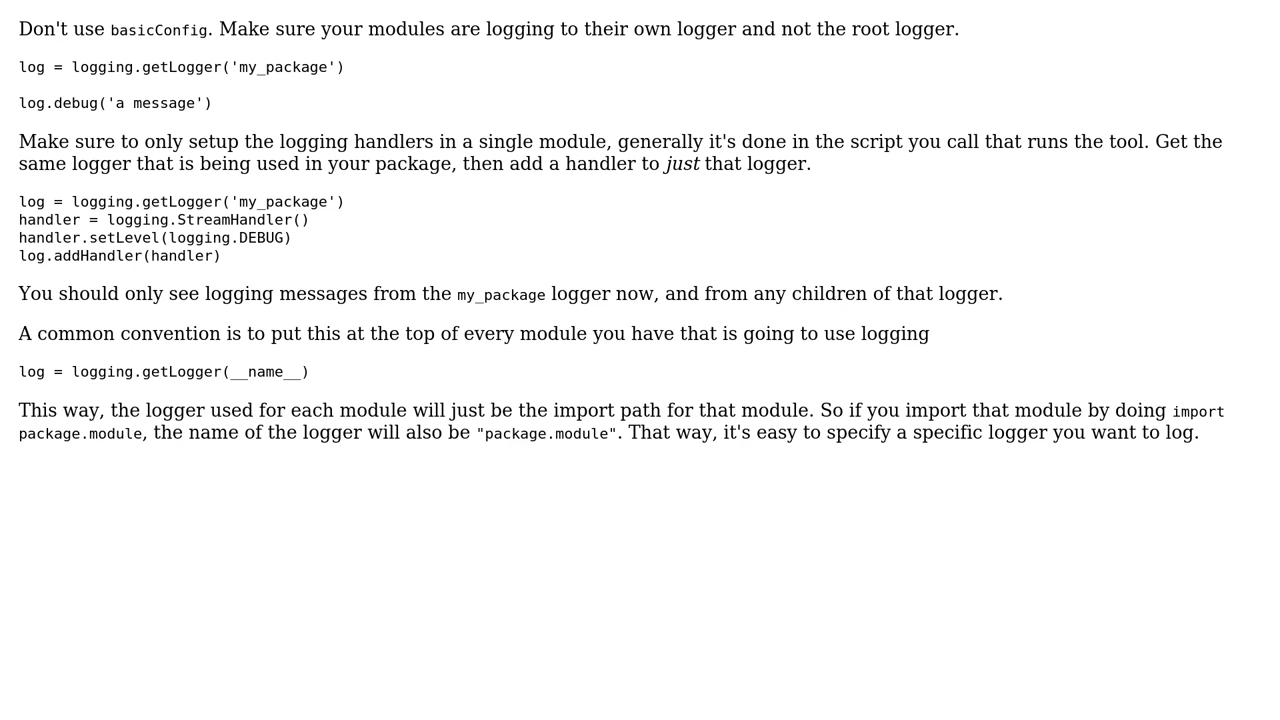 Don't use basicConfig. Make sure your modules are logging to their own logger and not the root logger.
log = logging.getLogger('my_package')
log.debug('a message')
Make sure to only setup the logging handlers in a single module, generally it's done in the script you call that runs the tool. Get the
same logger that is being used in your package, then add a handler to just that logger.
log = logging.getLogger('my_package')
handler = logging.StreamHandler()
handler.setLevel(logging.DEBUG)
log.addHandler(handler)
You should only see logging messages from the my_package logger now, and from any children of that logger.
A common convention is to put this at the top of every module you have that is going to use logging
log = logging.getLogger(__name__)
This way, the logger used for each module will just be the import path for that module. So if you import that module by doing import
package.module, the name of the logger will also be "package.module". That way, it's easy to specify a specific logger you want to log.